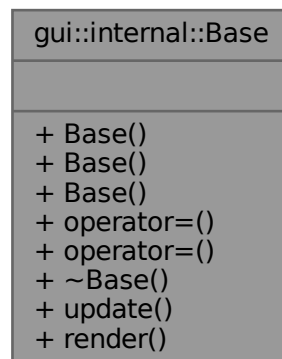 gui::internal::Base
+ Base()
+ Base()
+ Base()
+ operator=()
+ operator=()
+ ~Base()
+ update()
+ render()